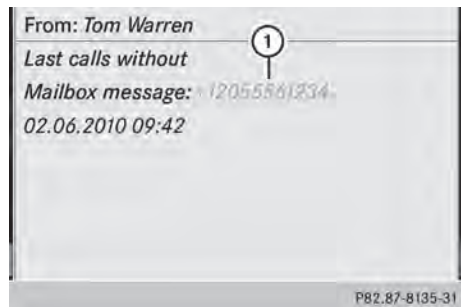 From: Tom Warren
1
Last calls without
Mailbox message: +12055561234
02.06.2010 09:42
P82.87-8135-31